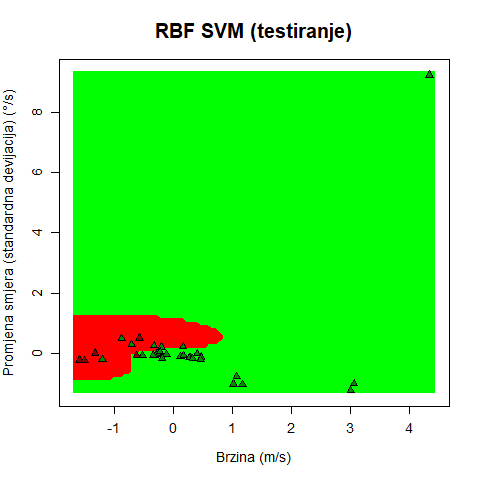 RBF SVM (testiranje)
Promjena smjera (standardna devijacija) (°/s)
8
6
4
2
0
-1 0 1 2 3 4
Brzina (m/s)